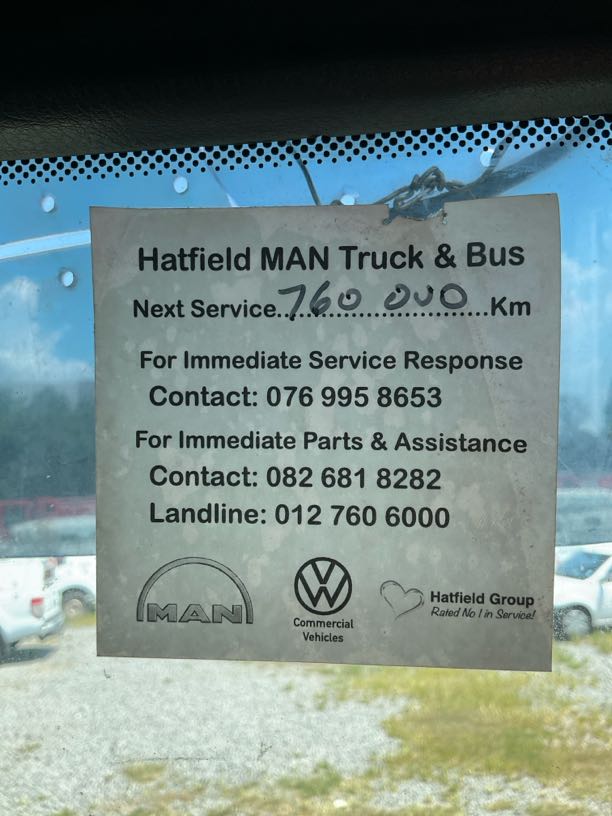 Hatfield MAN Truck & Bus
Next Service..760 000..Km
For Immediate Service Response
Contact: 076 995 8653
For Immediate Parts & Assistance
Contact: 082 681 8282
Landline: 012 760 6000
MAN
VW
Commercial
Vehicles
Hatfield Group
Rated No 1 in Service!